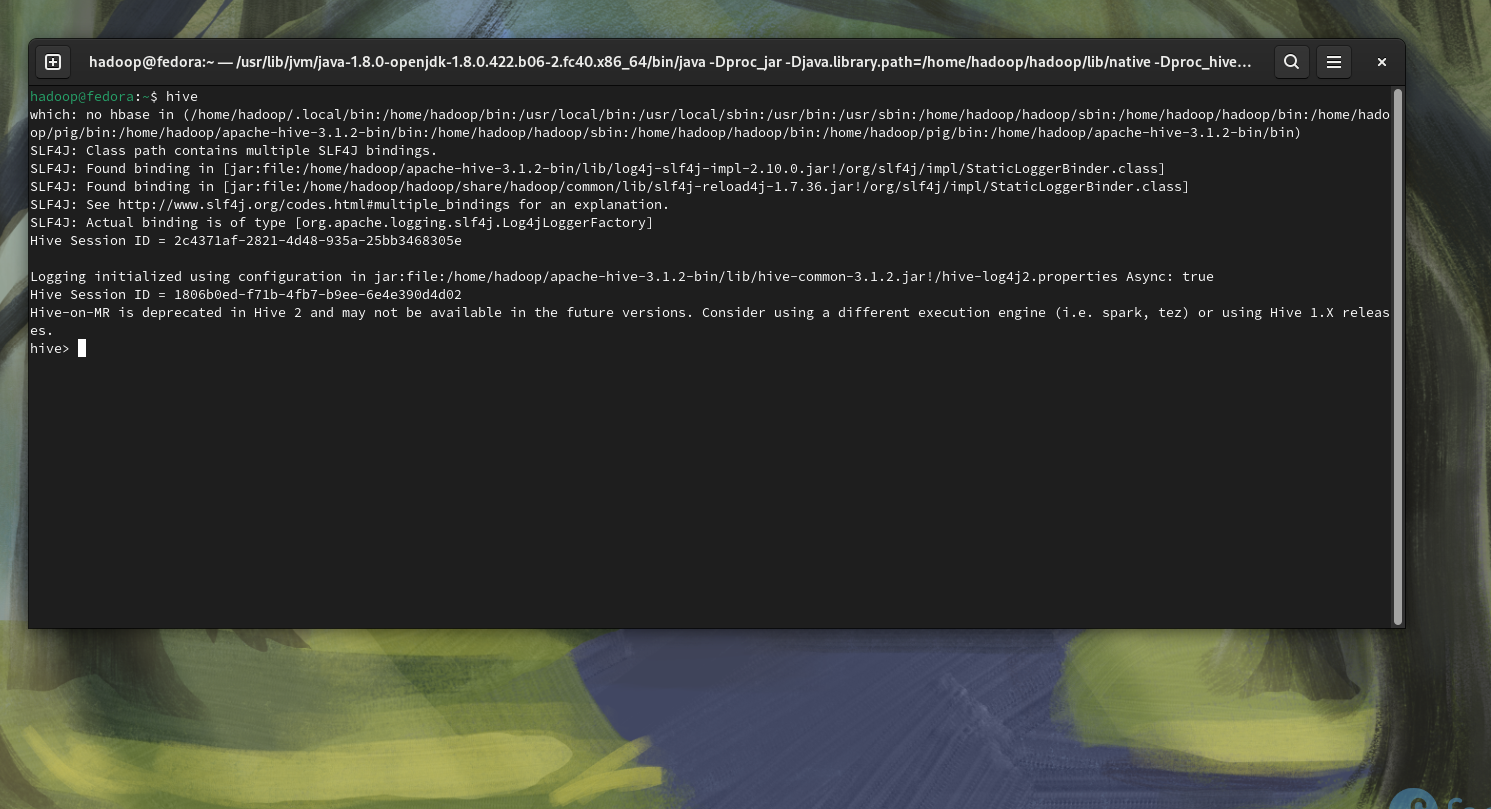 hadoop@fedora:~ — /usr/lib/jvm/java-1.8.0-openjdk-1.8.0.422.b06-2.fc40.x86_64/bin/java -Dproc_jar -Djava.library.path=/home/hadoop/hadoop/lib/native -Dproc_hive…
hadoop@fedora:~$ hive
which: no hbase in (/home/hadoop/.local/bin:/home/hadoop/bin:/usr/local/bin:/usr/local/sbin:/usr/bin:/usr/sbin:/home/hadoop/hadoop/sbin:/home/hadoop/hadoop/bin:/home/hado
op/pig/bin:/home/hadoop/apache-hive-3.1.2-bin/bin:/home/hadoop/hadoop/sbin:/home/hadoop/hadoop/bin:/home/hadoop/pig/bin:/home/hadoop/apache-hive-3.1.2-bin/bin)
SLF4J: Class path contains multiple SLF4J bindings.
SLF4J: Found binding in [jar:file:/home/hadoop/apache-hive-3.1.2-bin/lib/log4j-slf4j-impl-2.10.0.jar!/org/slf4j/impl/StaticLoggerBinder.class]
SLF4J: Found binding in [jar:file:/home/hadoop/hadoop/share/hadoop/common/lib/slf4j-reload4j-1.7.36.jar!/org/slf4j/impl/StaticLoggerBinder.class]
SLF4J: See http://www.slf4j.org/codes.html#multiple_bindings for an explanation.
SLF4J: Actual binding is of type [org.apache.logging.slf4j.Log4jLoggerFactory]
Hive Session ID = 2c4371af-2821-4d48-935a-25bb3468305e
Logging initialized using configuration in jar:file:/home/hadoop/apache-hive-3.1.2-bin/lib/hive-common-3.1.2.jar!/hive-log4j2.properties Async: true
Hive Session ID = 1806b0ed-f71b-4fb7-b9ee-6e4e390d4d02
Hive-on-MR is deprecated in Hive 2 and may not be available in the future versions. Consider using a different execution engine (i.e. spark, tez) or using Hive 1.X releas
es.
hive>